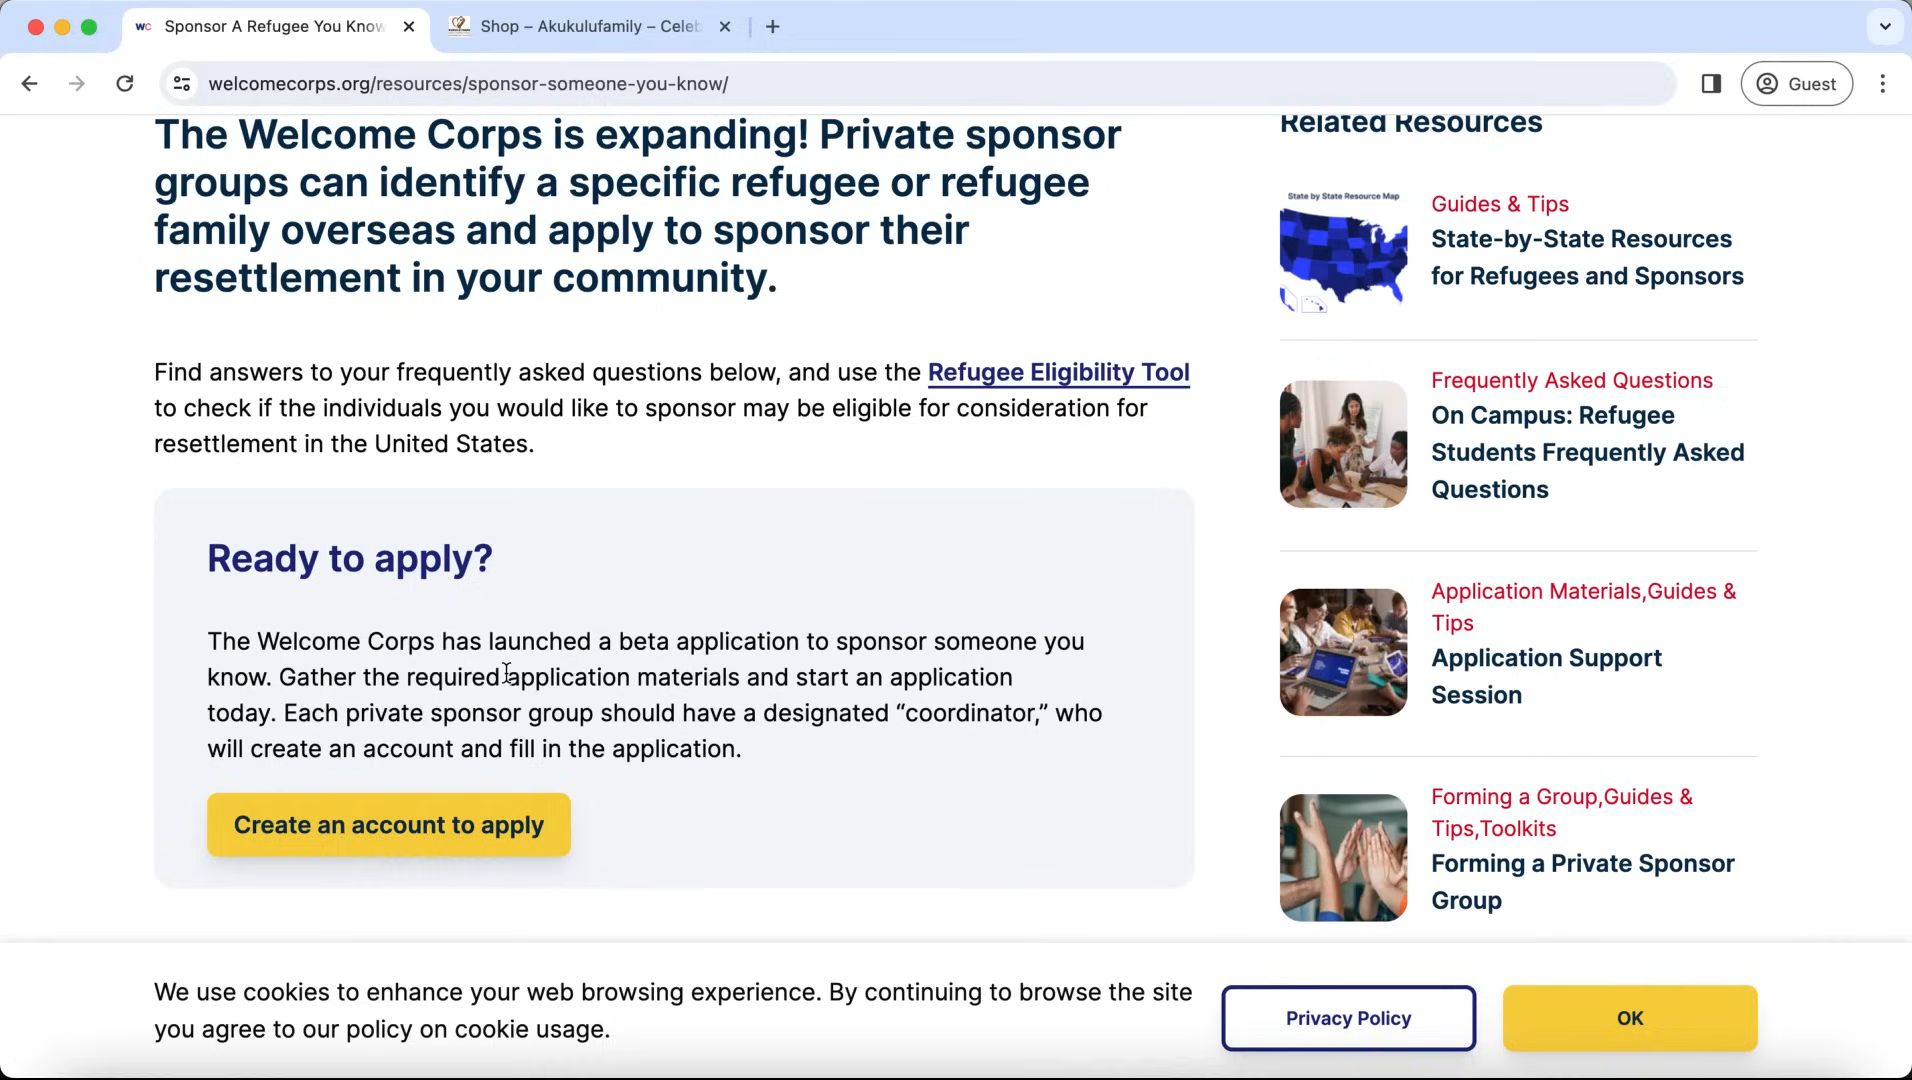 WC Sponsor A Refugee You Know
Shop – Akukulufamily – Celeb
welcomecorps.org/resources/sponsor-someone-you-know/
Guest
The Welcome Corps is expanding! Private sponsor
groups can identify a specific refugee or refugee
family overseas and apply to sponsor their
resettlement in your community.
Find answers to your frequently asked questions below, and use the Refugee Eligibility Tool
to check if the individuals you would like to sponsor may be eligible for consideration for
resettlement in the United States.
Ready to apply?
The Welcome Corps has launched a beta application to sponsor someone you
know. Gather the required application materials and start an application
today. Each private sponsor group should have a designated “coordinator,” who
will create an account and fill in the application.
Create an account to apply
Related Resources
State by State Resource Map
Guides & Tips
State-by-State Resources
for Refugees and Sponsors
Frequently Asked Questions
On Campus: Refugee
Students Frequently Asked
Questions
Application Materials,Guides &
Tips
Application Support
Session
Forming a Group,Guides &
Tips,Toolkits
Forming a Private Sponsor
Group
We use cookies to enhance your web browsing experience. By continuing to browse the site
you agree to our policy on cookie usage.
Privacy Policy
OK